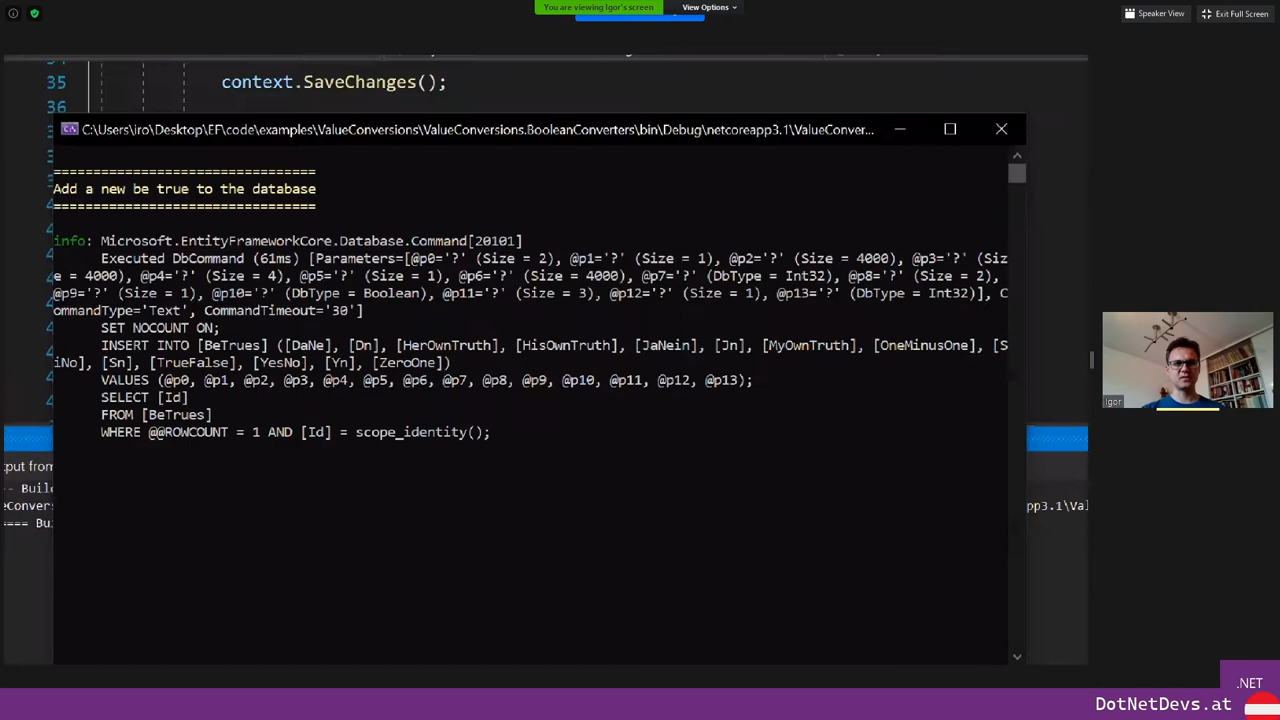 You are viewing Igor's screen
View Options
Speaker View
Exit Full Screen
35
context.SaveChanges();
36
C:\Users\iro\Desktop\EF\code\examples\ValueConversions\ValueConversions.BooleanConverters\bin\Debug\netcoreapp3.1\ValueConver...
================================
Add a new be true to the database
================================
info: Microsoft.EntityFrameworkCore.Database.Command[20101]
Executed DbCommand (61ms) [Parameters=[@p0='?' (Size = 2), @p1='?' (Size = 1), @p2='?' (Size = 4000), @p3='?' (Siz
e = 4000), @p4='?' (Size = 4), @p5='?' (Size = 1), @p6='?' (Size = 4000), @p7='?' (DbType = Int32), @p8='?' (Size = 2),
@p9='?' (Size = 1), @p10='?' (DbType = Boolean), @p11='?' (Size = 3), @p12='?' (Size = 1), @p13='?' (DbType = Int32)], C
ommandType='Text', CommandTimeout='30']
SET NOCOUNT ON;
INSERT INTO [BeTrues] ([DaNe], [Dn], [HerOwnTruth], [HisOwnTruth], [JaNein], [Jn], [MyOwnTruth], [OneMinusOne], [S
iNo], [Sn], [TrueFalse], [YesNo], [Yn], [ZeroOne])
VALUES (@p0, @p1, @p2, @p3, @p4, @p5, @p6, @p7, @p8, @p9, @p10, @p11, @p12, @p13);
SELECT [Id]
FROM [BeTrues]
WHERE @@ROWCOUNT = 1 AND [Id] = scope_identity();
Igor
tput from
-- Buil
eConver
pp3.1\Val
==== Bui
.NET
DotNetDevs.at